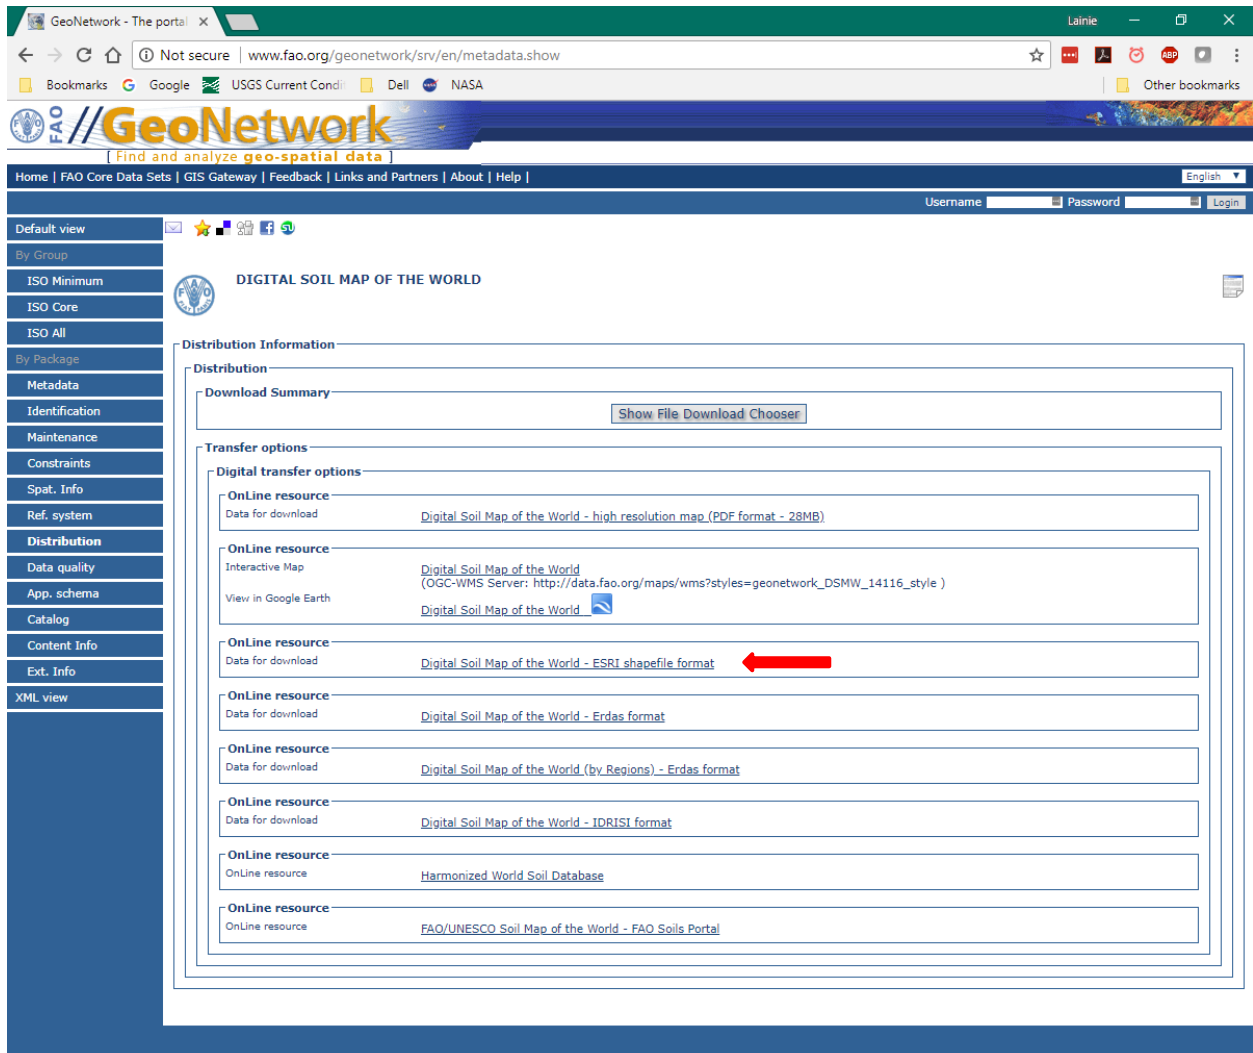 GeoNetwork - The portal
Lainie
Not secure | www.fao.org/geonetwork/srv/en/metadata.show
ABP
Bookmarks Google USGS Current Condi Dell NASA Other bookmarks
FAO //GeoNetwork
[ Find and analyze geo-spatial data ]
Home | FAO Core Data Sets | GIS Gateway | Feedback | Links and Partners | About | Help |
English
Username Password Login
Default view
By Group
ISO Minimum
ISO Core
ISO All
By Package
Metadata
Identification
Maintenance
Constraints
Spat. Info
Ref. system
Distribution
Data quality
App. schema
Catalog
Content Info
Ext. Info
XML view
DIGITAL SOIL MAP OF THE WORLD
Distribution Information
Distribution
Download Summary
Show File Download Chooser
Transfer options
Digital transfer options
OnLine resource
Data for download Digital Soil Map of the World - high resolution map (PDF format - 28MB)
OnLine resource
Interactive Map Digital Soil Map of the World
(OGC-WMS Server: http://data.fao.org/maps/wms?styles=geonetwork_DSMW_14116_style )
View in Google Earth Digital Soil Map of the World
OnLine resource
Data for download Digital Soil Map of the World - ESRI shapefile format
OnLine resource
Data for download Digital Soil Map of the World - Erdas format
OnLine resource
Data for download Digital Soil Map of the World (by Regions) - Erdas format
OnLine resource
Data for download Digital Soil Map of the World - IDRISI format
OnLine resource
OnLine resource Harmonized World Soil Database
OnLine resource
OnLine resource FAO/UNESCO Soil Map of the World - FAO Soils Portal